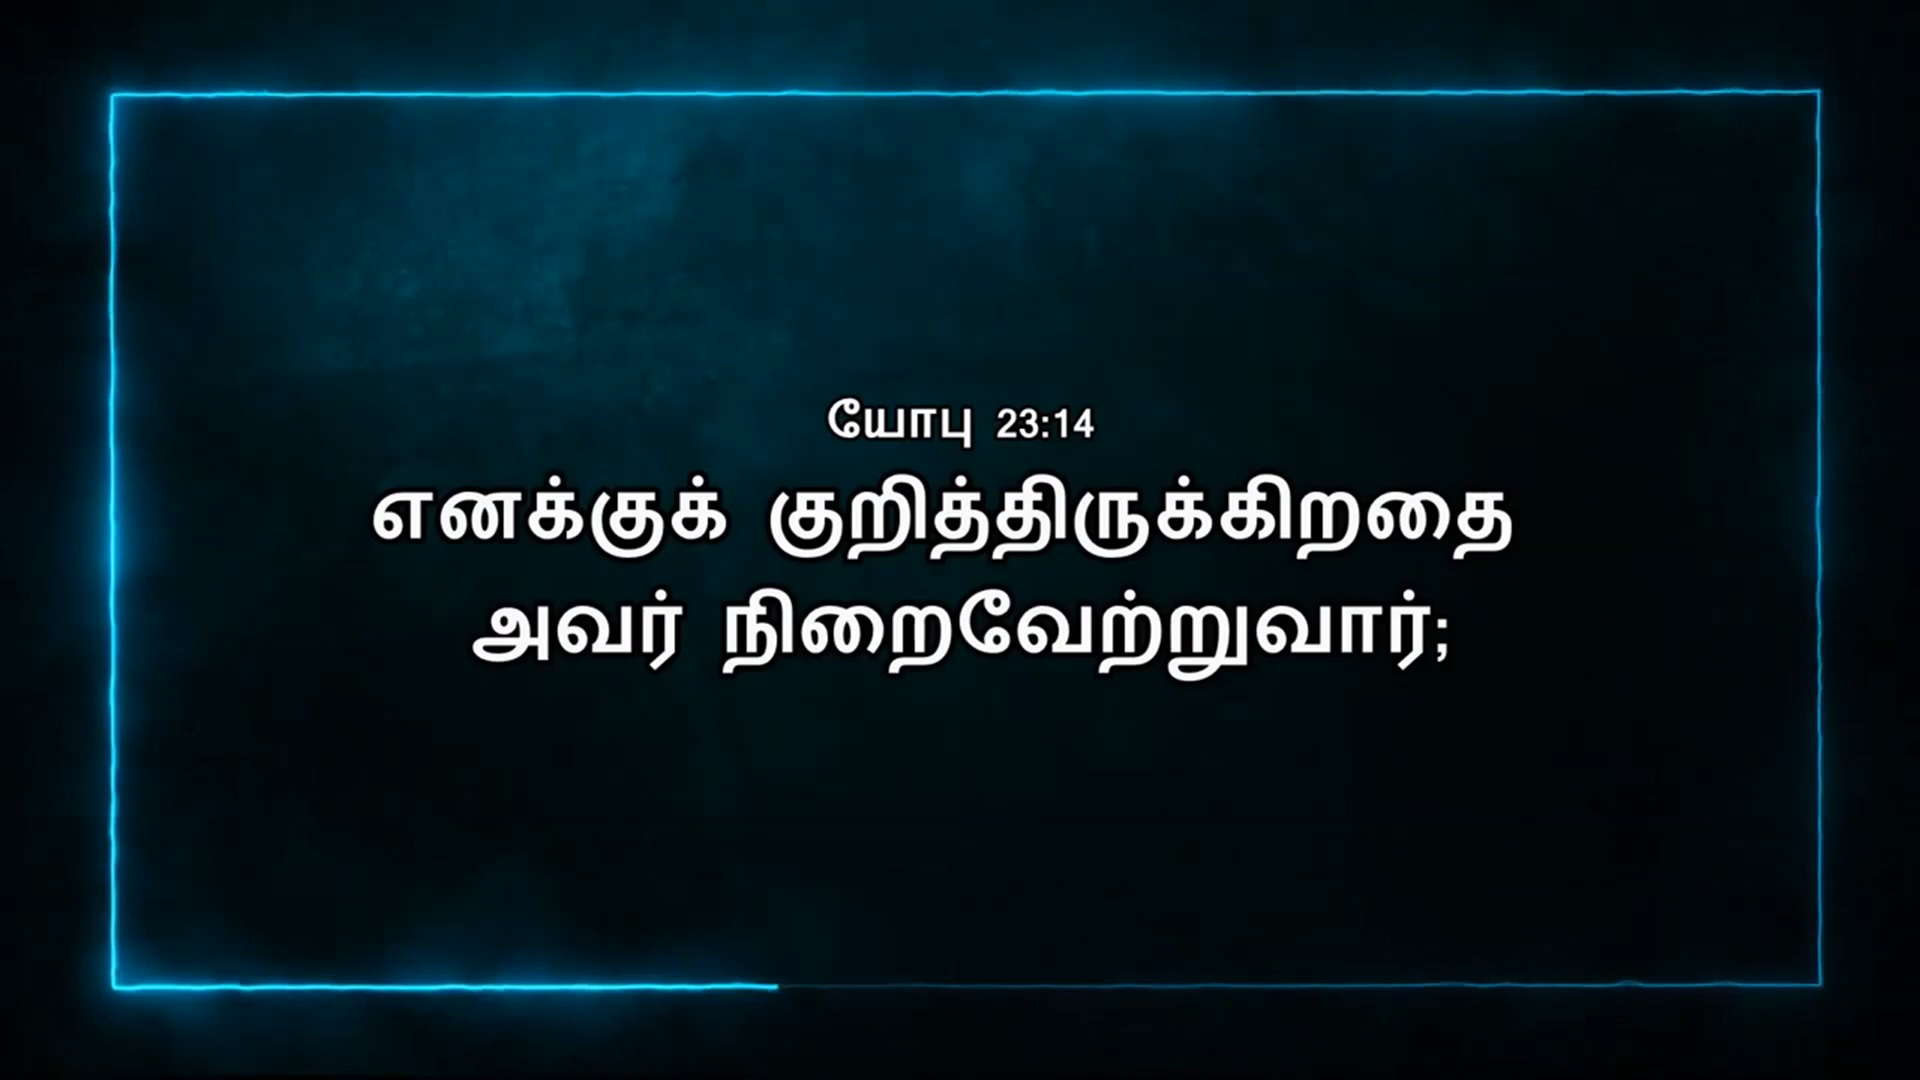 யோபு 23:14
எனக்குக் குறித்திருக்கிறதை
அவர் நிறைவேற்றுவார்;